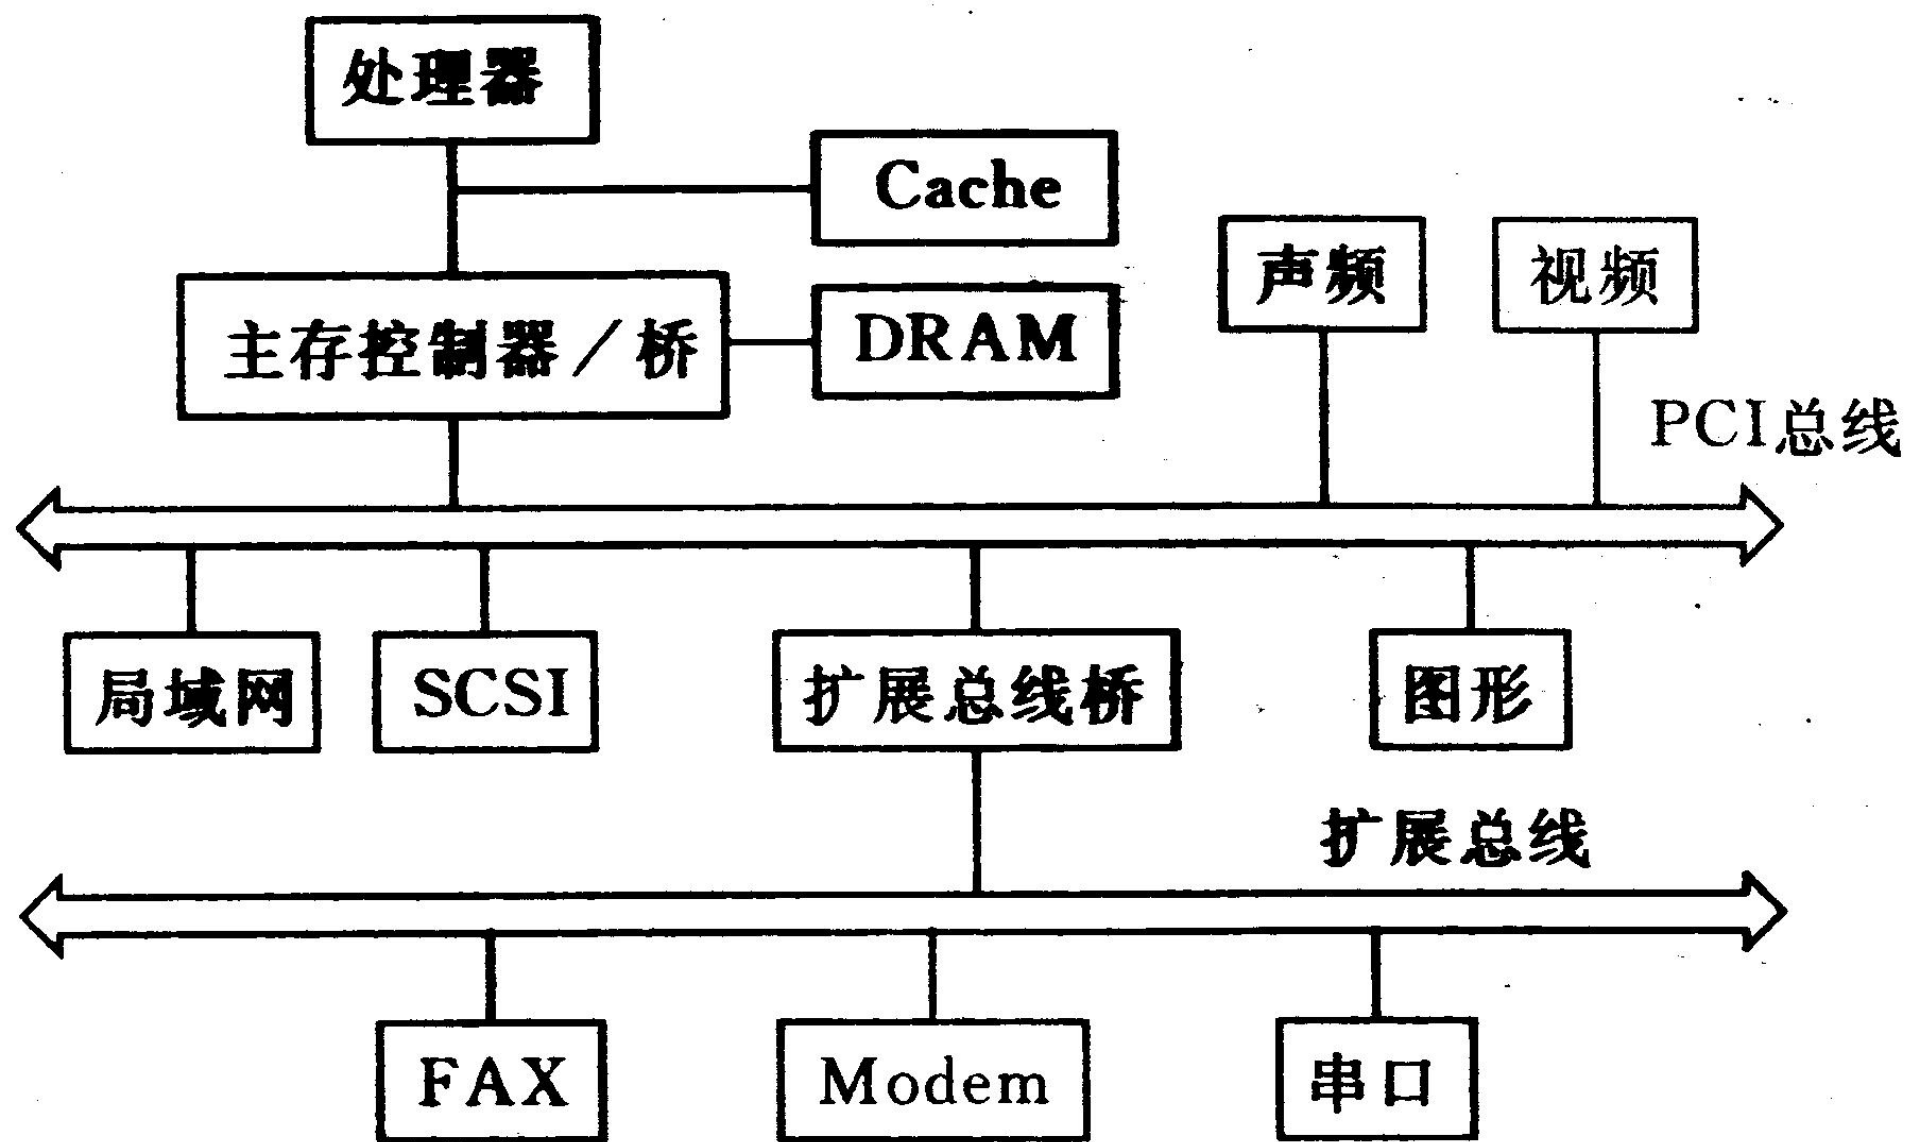 处理器
Cache
声频
视频
主存控制器／桥
DRAM
PCI总线
局域网
SCSI
扩展总线桥
图形
扩展总线
FAX
Modem
串口